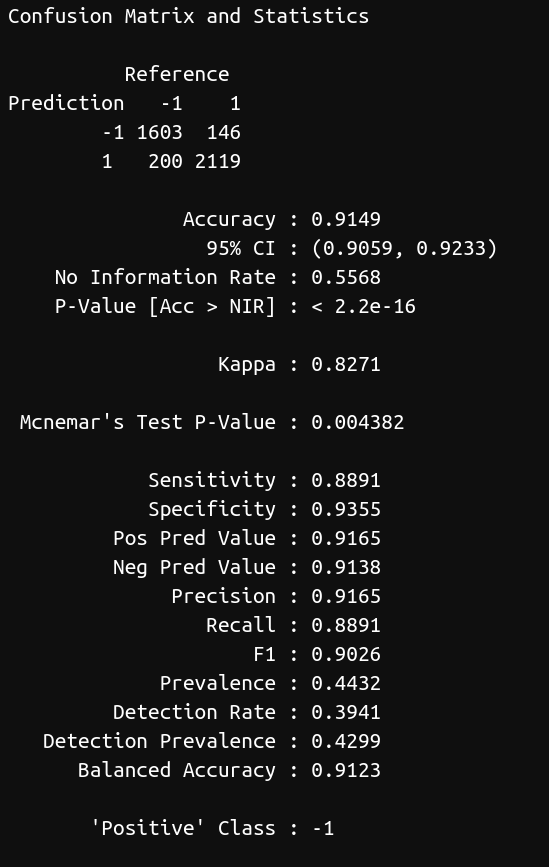 Confusion Matrix and Statistics
Reference
Prediction -1 1
-1 1603 146
1 200 2119
Accuracy : 0.9149
95% CI : (0.9059, 0.9233)
No Information Rate : 0.5568
P-Value [Acc > NIR] : < 2.2e-16
Kappa : 0.8271
Mcnemar's Test P-Value : 0.004382
Sensitivity : 0.8891
Specificity : 0.9355
Pos Pred Value : 0.9165
Neg Pred Value : 0.9138
Precision : 0.9165
Recall : 0.8891
F1 : 0.9026
Prevalence : 0.4432
Detection Rate : 0.3941
Detection Prevalence : 0.4299
Balanced Accuracy : 0.9123
'Positive' Class : -1